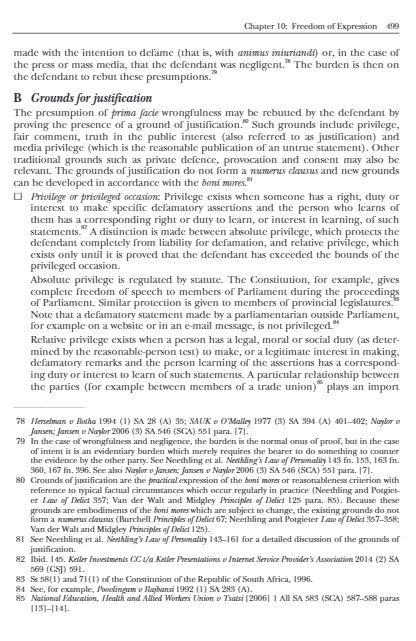 Chapter 10: Freedom of Expression 499
made with the intention to defame (that is, with animus iniuriandi) or, in the case of
the press or mass media, that the defendant was negligent.78 The burden is then on
the defendant to rebut these presumptions.79
B Grounds for justification
The presumption of prima facie wrongfulness may be rebutted by the defendant by
proving the presence of a ground of justification.80 Such grounds include privilege,
fair comment, truth in the public interest (also referred to as justification) and
media privilege (which is the reasonable publication of an untrue statement). Other
traditional grounds such as private defence, provocation and consent may also be
relevant. The grounds of justification do not form a numerus clausus and new grounds
can be developed in accordance with the boni mores.81
☐ Privilege or privileged occasion: Privilege exists when someone has a right, duty or
interest to make specific defamatory assertions and the person who learns of
them has a corresponding right or duty to learn, or interest in learning, of such
statements.82 A distinction is made between absolute privilege, which protects the
defendant completely from liability for defamation, and relative privilege, which
exists only until it is proved that the defendant has exceeded the bounds of the
privileged occasion.
Absolute privilege is regulated by statute. The Constitution, for example, gives
complete freedom of speech to members of Parliament during the proceedings
of Parliament. Similar protection is given to members of provincial legislatures.83
Note that a defamatory statement made by a parliamentarian outside Parliament,
for example on a website or in an e-mail message, is not privileged.84
Relative privilege exists when a person has a legal, moral or social duty (as deter-
mined by the reasonable-person test) to make, or a legitimate interest in making,
defamatory remarks and the person learning of the assertions has a correspond-
ing duty or interest to learn of such statements. A particular relationship between
the parties (for example between members of a trade union)85 plays an import
78 Herselman v Botha 1994 (1) SA 28 (A) 35; SAUK v O'Malley 1977 (3) SA 394 (A) 401–402; Naylor v
Jansen; Jansen v Naylor 2006 (3) SA 546 (SCA) 551 para. [7].
79 In the case of wrongfulness and negligence, the burden is the normal onus of proof, but in the case
of intent it is an evidentiary burden which merely requires the bearer to do something to counter
the evidence by the other party. See Neethling et al. Neethling's Law of Personality 143 fn. 153, 163 fn.
360, 167 fn. 396. See also Naylor v Jansen; Jansen v Naylor 2006 (3) SA 546 (SCA) 551 para. [7].
80 Grounds of justification are the practical expression of the boni mores or reasonableness criterion with
reference to typical factual circumstances which occur regularly in practice (Neethling and Potgiet-
er Law of Delict 357; Van der Walt and Midgley Principles of Delict 125 para. 85). Because these
grounds are embodiments of the boni mores which are subject to change, the existing grounds do not
form a numerus clausus (Burchell Principles of Delict 67; Neethling and Potgieter Law of Delict 357–358;
Van der Walt and Midgley Principles of Delict 125).
81 See Neethling et al. Neethling's Law of Personality 143–161 for a detailed discussion of the grounds of
justification.
82 Ibid. 145. Keiler Investments CC t/a Keiler Presentations v Internet Service Provider's Association 2014 (2) SA
569 (GSJ) 591.
83 Ss 58(1) and 71(1) of the Constitution of the Republic of South Africa, 1996.
84 See, for example, Poovalingam v Rajbansi 1992 (1) SA 283 (A).
85 National Education, Health and Allied Workers Union v Tsatsi [2006] 1 All SA 583 (SCA) 587–588 paras
[13]–[14].